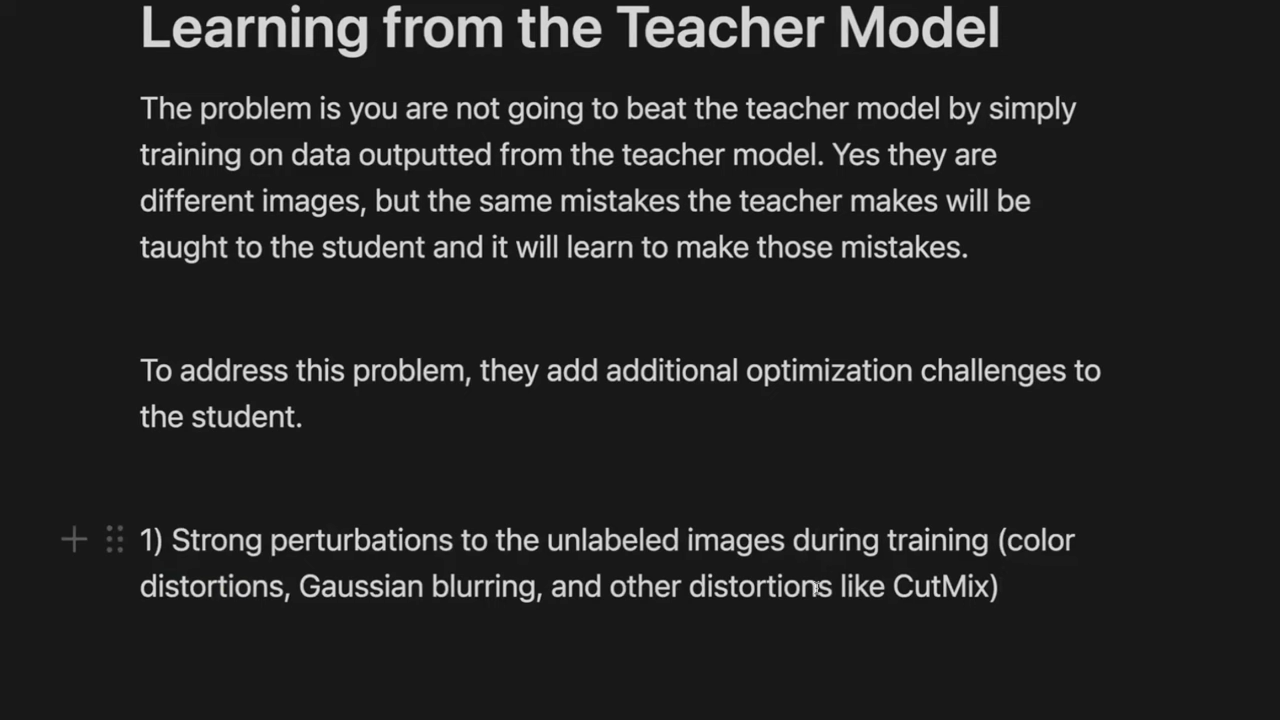 Learning from the Teacher Model
The problem is you are not going to beat the teacher model by simply
training on data outputted from the teacher model. Yes they are
different images, but the same mistakes the teacher makes will be
taught to the student and it will learn to make those mistakes.
To address this problem, they add additional optimization challenges to
the student.
1) Strong perturbations to the unlabeled images during training (color
distortions, Gaussian blurring, and other distortions like CutMix)